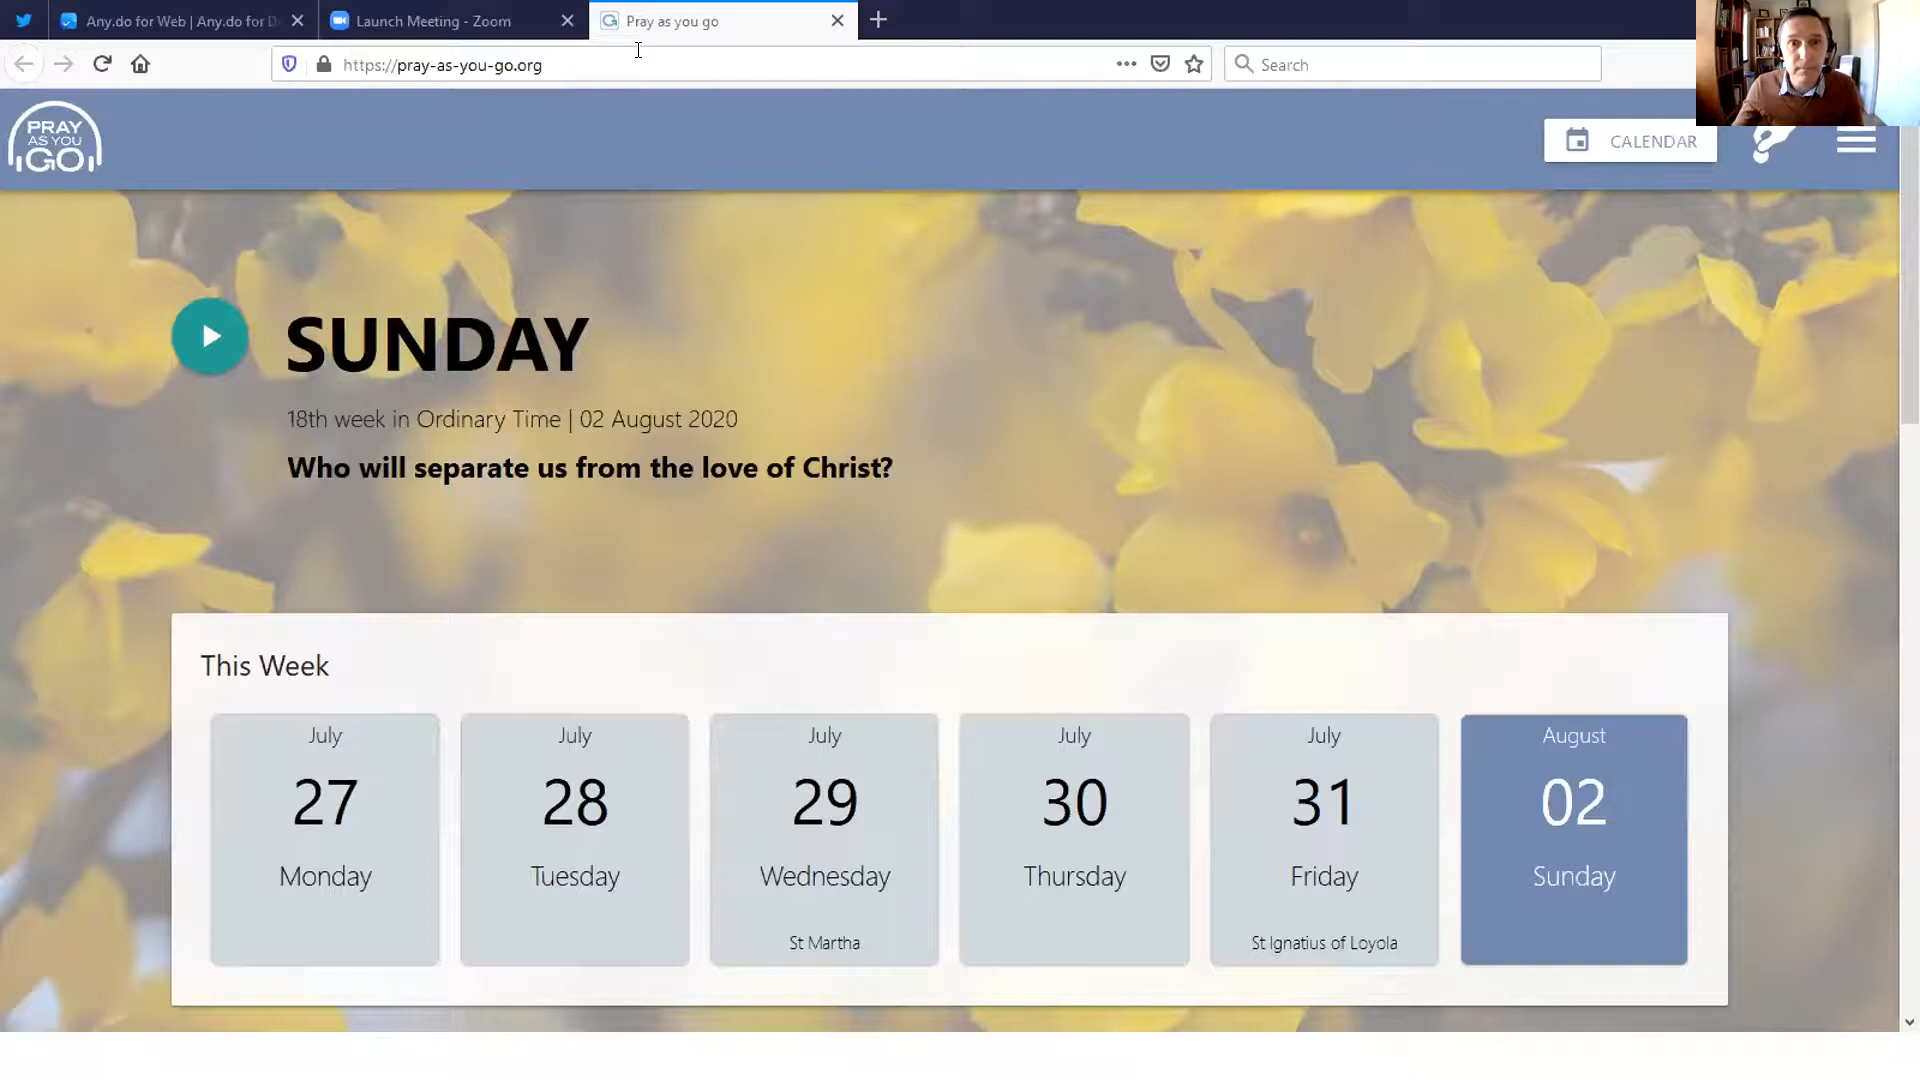 Any.do for Web | Any.do for D
Launch Meeting - Zoom
Pray as you go
https://pray-as-you-go.org
Search
PRAY
AS YOU
GO
CALENDAR
SUNDAY
18th week in Ordinary Time | 02 August 2020
Who will separate us from the love of Christ?
This Week
July
27
Monday
July
28
Tuesday
July
29
Wednesday
St Martha
July
30
Thursday
July
31
Friday
St Ignatius of Loyola
August
02
Sunday